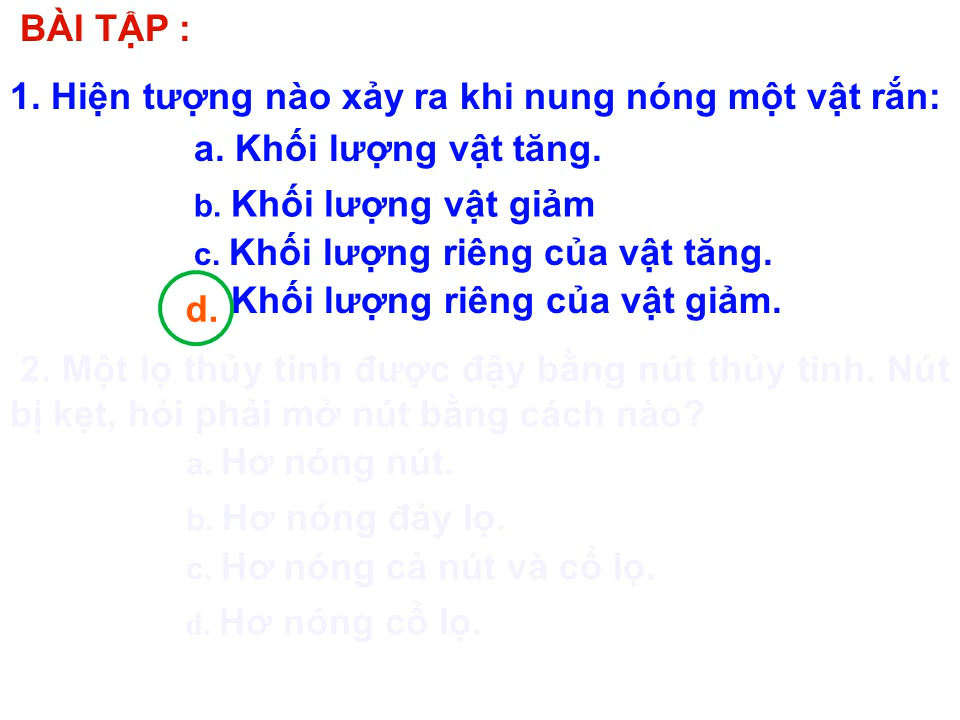 BÀI TẬP :
1. Hiện tượng nào xảy ra khi nung nóng một vật rắn:
a. Khối lượng vật tăng.
b. Khối lượng vật giảm
c. Khối lượng riêng của vật tăng.
d. Khối lượng riêng của vật giảm.
2. Một lọ thủy tinh được đậy bằng nút thủy tinh. Nút
bị kẹt, hỏi phải mở nút bằng cách nào?
a. Hơ nóng nút.
b. Hơ nóng đáy lọ.
c. Hơ nóng cả nút và cổ lọ.
d. Hơ nóng cổ lọ.